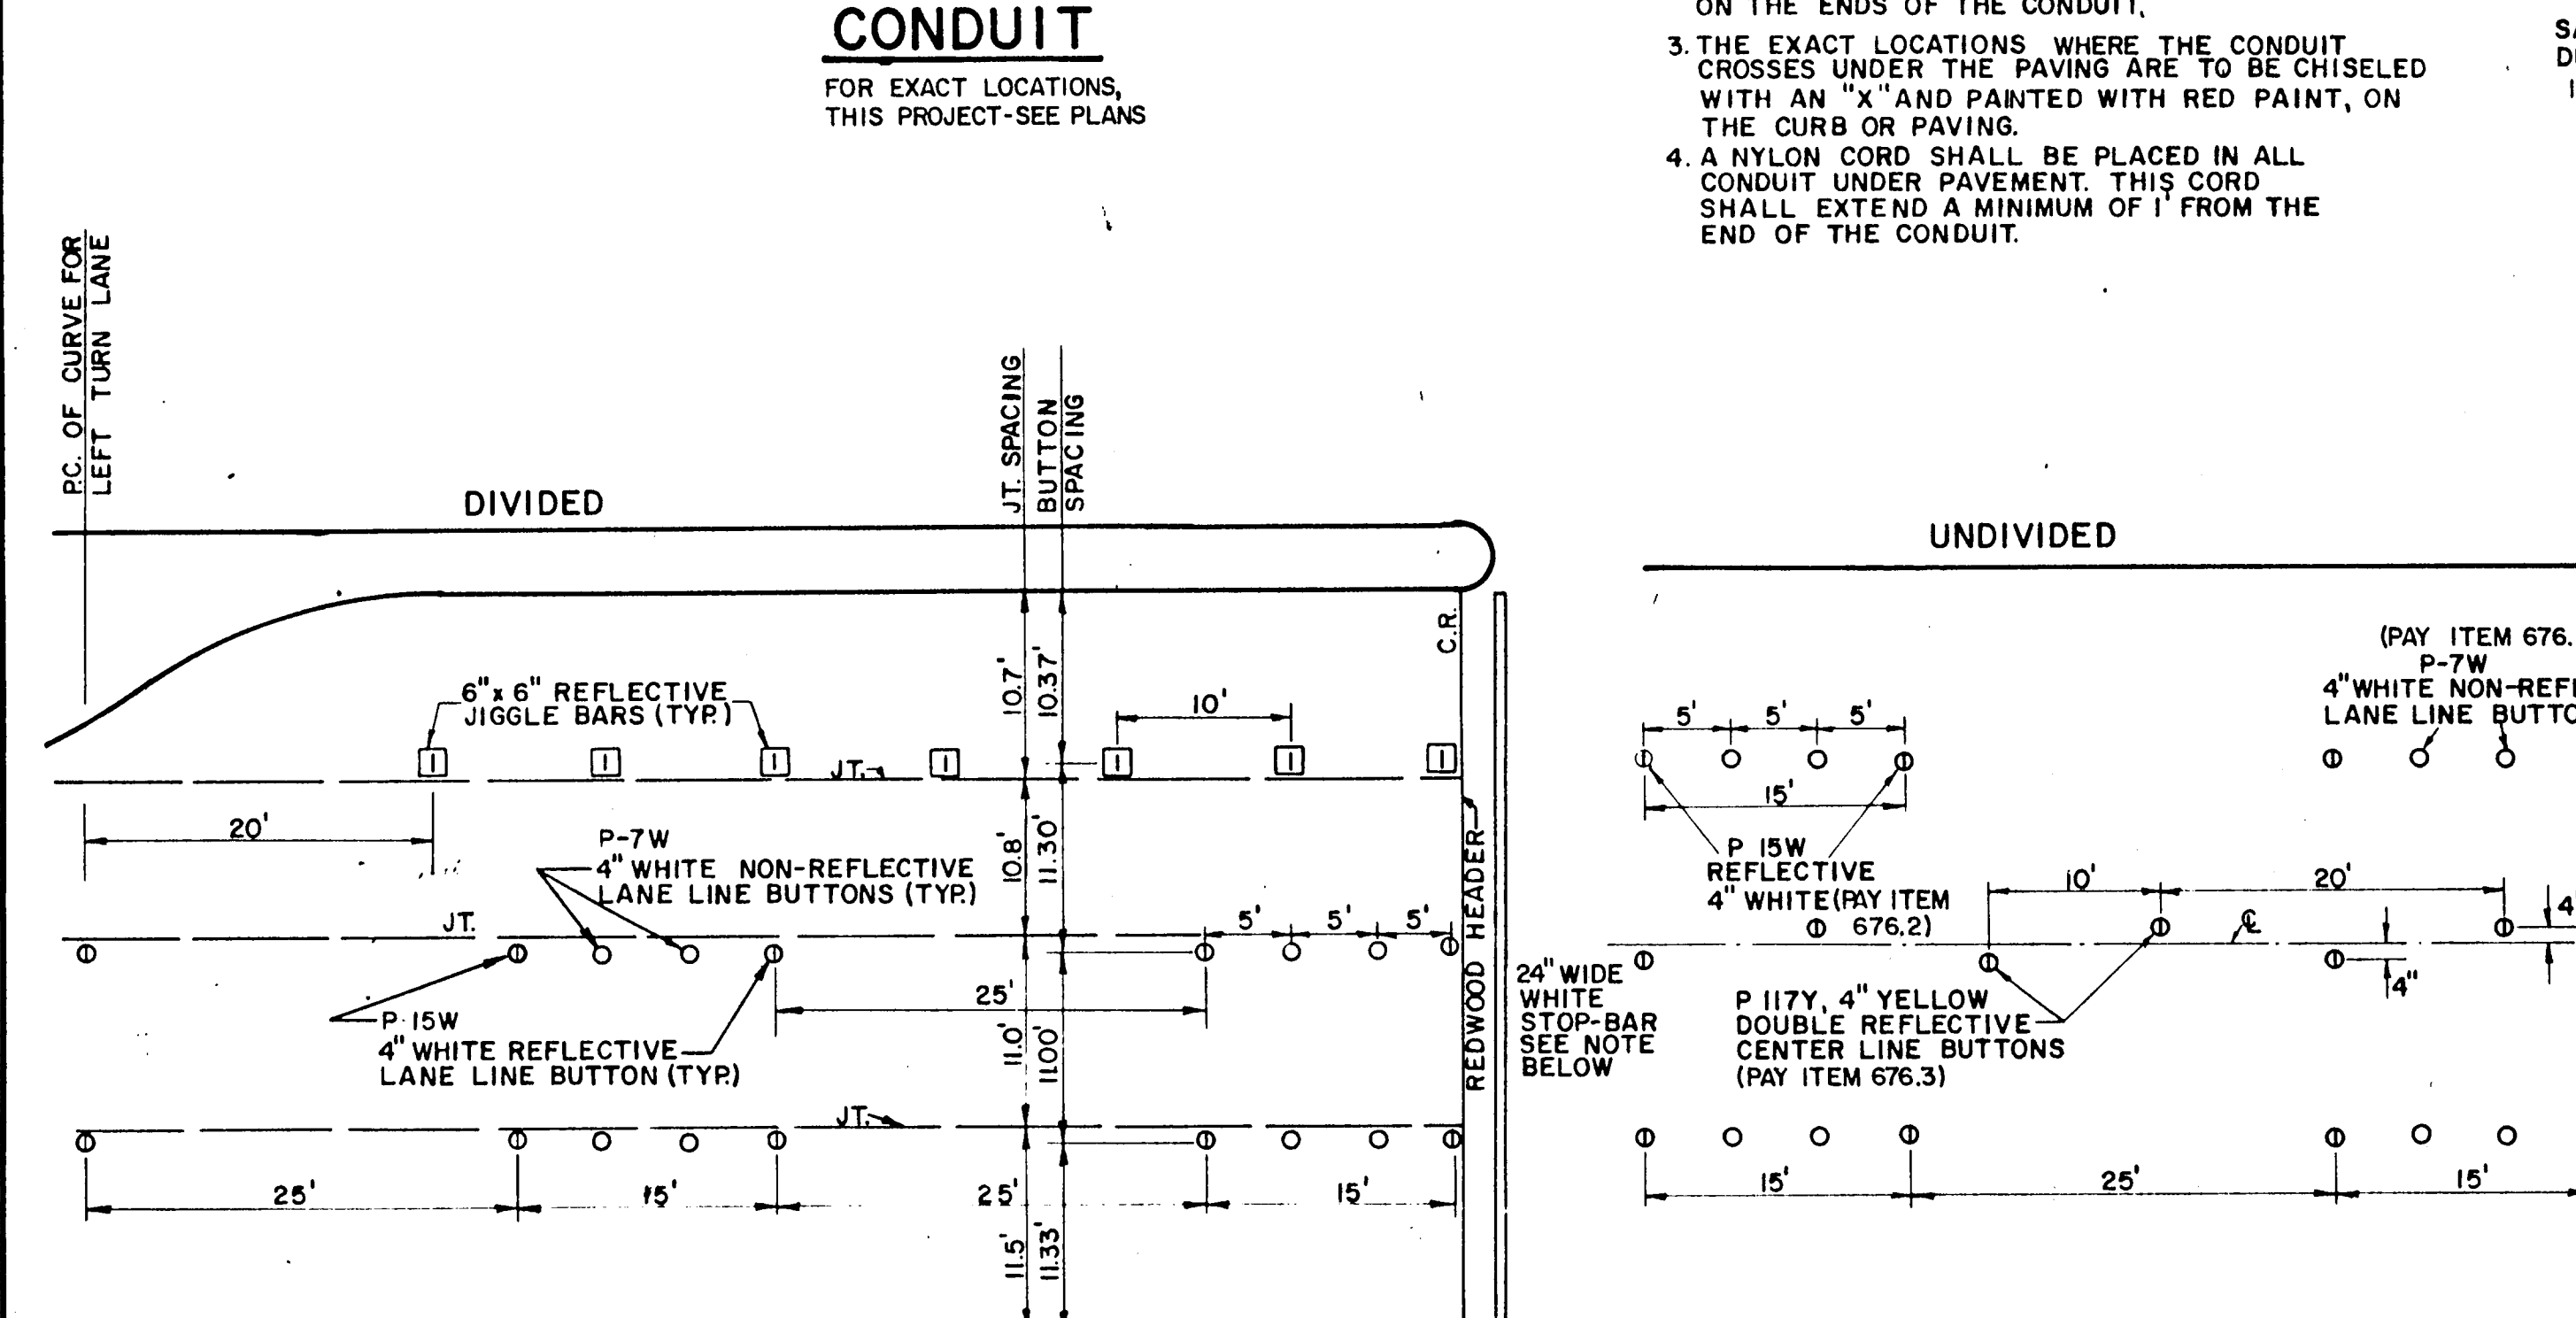 CONDUIT
FOR EXACT LOCATIONS,
THIS PROJECT-SEE PLANS
ON THE ENDS OF THE CONDUIT.
3. THE EXACT LOCATIONS WHERE THE CONDUIT
CROSSES UNDER THE PAVING ARE TO BE CHISELED
WITH AN "X" AND PAINTED WITH RED PAINT, ON
THE CURB OR PAVING.
4. A NYLON CORD SHALL BE PLACED IN ALL
CONDUIT UNDER PAVEMENT. THIS CORD
SHALL EXTEND A MINIMUM OF 1' FROM THE
END OF THE CONDUIT.
P.C. OF CURVE FOR
LEFT TURN LANE
DIVIDED
JT. SPACING
BUTTON
SPACING
10.7'
10.37'
C.R.
6"x 6" REFLECTIVE
JIGGLE BARS (TYP.)
10'
JT.
20'
P-7W
4" WHITE NON-REFLECTIVE
LANE LINE BUTTONS (TYP.)
10.8'
11.30'
JT.
5' 5' 5'
25'
P-15W
4" WHITE REFLECTIVE
LANE LINE BUTTON (TYP.)
11.0'
11.00'
REDWOOD HEADER
JT.
25' 15' 25' 15'
11.5'
11.33'
24" WIDE
WHITE
STOP-BAR
SEE NOTE
BELOW
UNDIVIDED
(PAY ITEM 676.
P-7W
4" WHITE NON-REF
LANE LINE BUTTO
5' 5' 5'
15'
P 15W
REFLECTIVE
4" WHITE (PAY ITEM
676.2)
10' 20'
℄
4"
4
P 117Y, 4" YELLOW
DOUBLE REFLECTIVE
CENTER LINE BUTTONS
(PAY ITEM 676.3)
15' 25' 15'